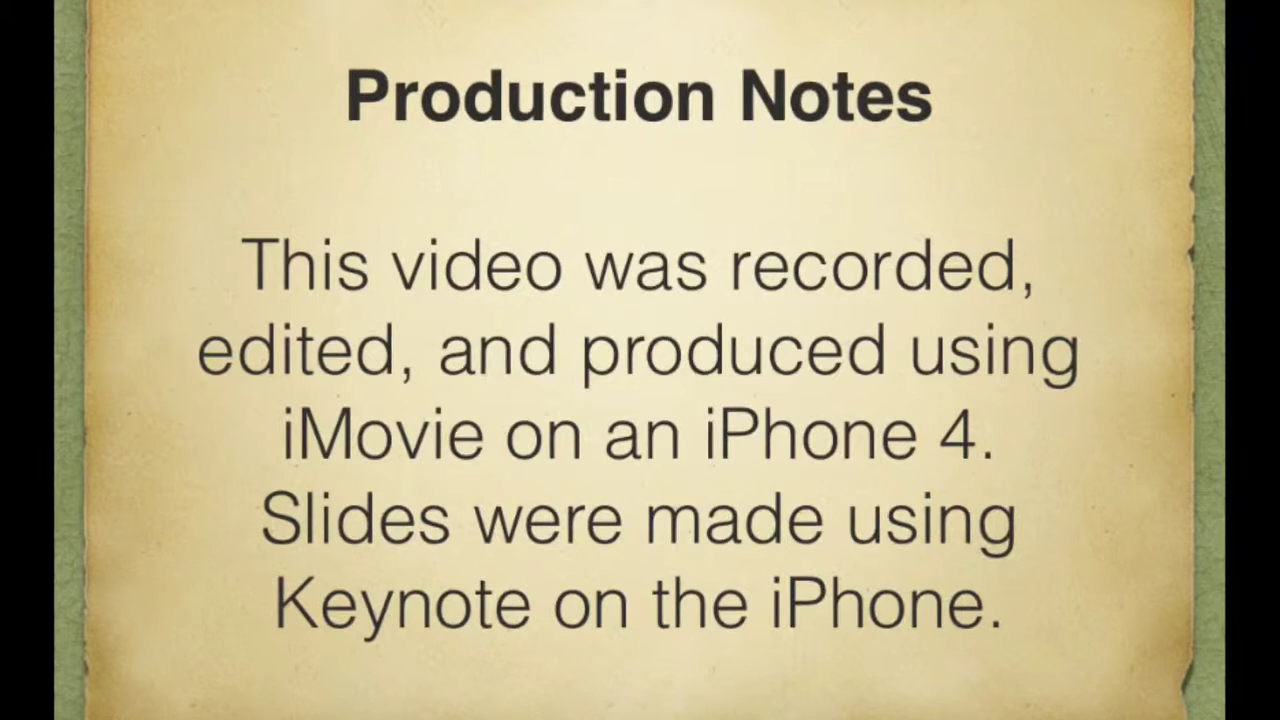 Production Notes
This video was recorded,
edited, and produced using
iMovie on an iPhone 4.
Slides were made using
Keynote on the iPhone.